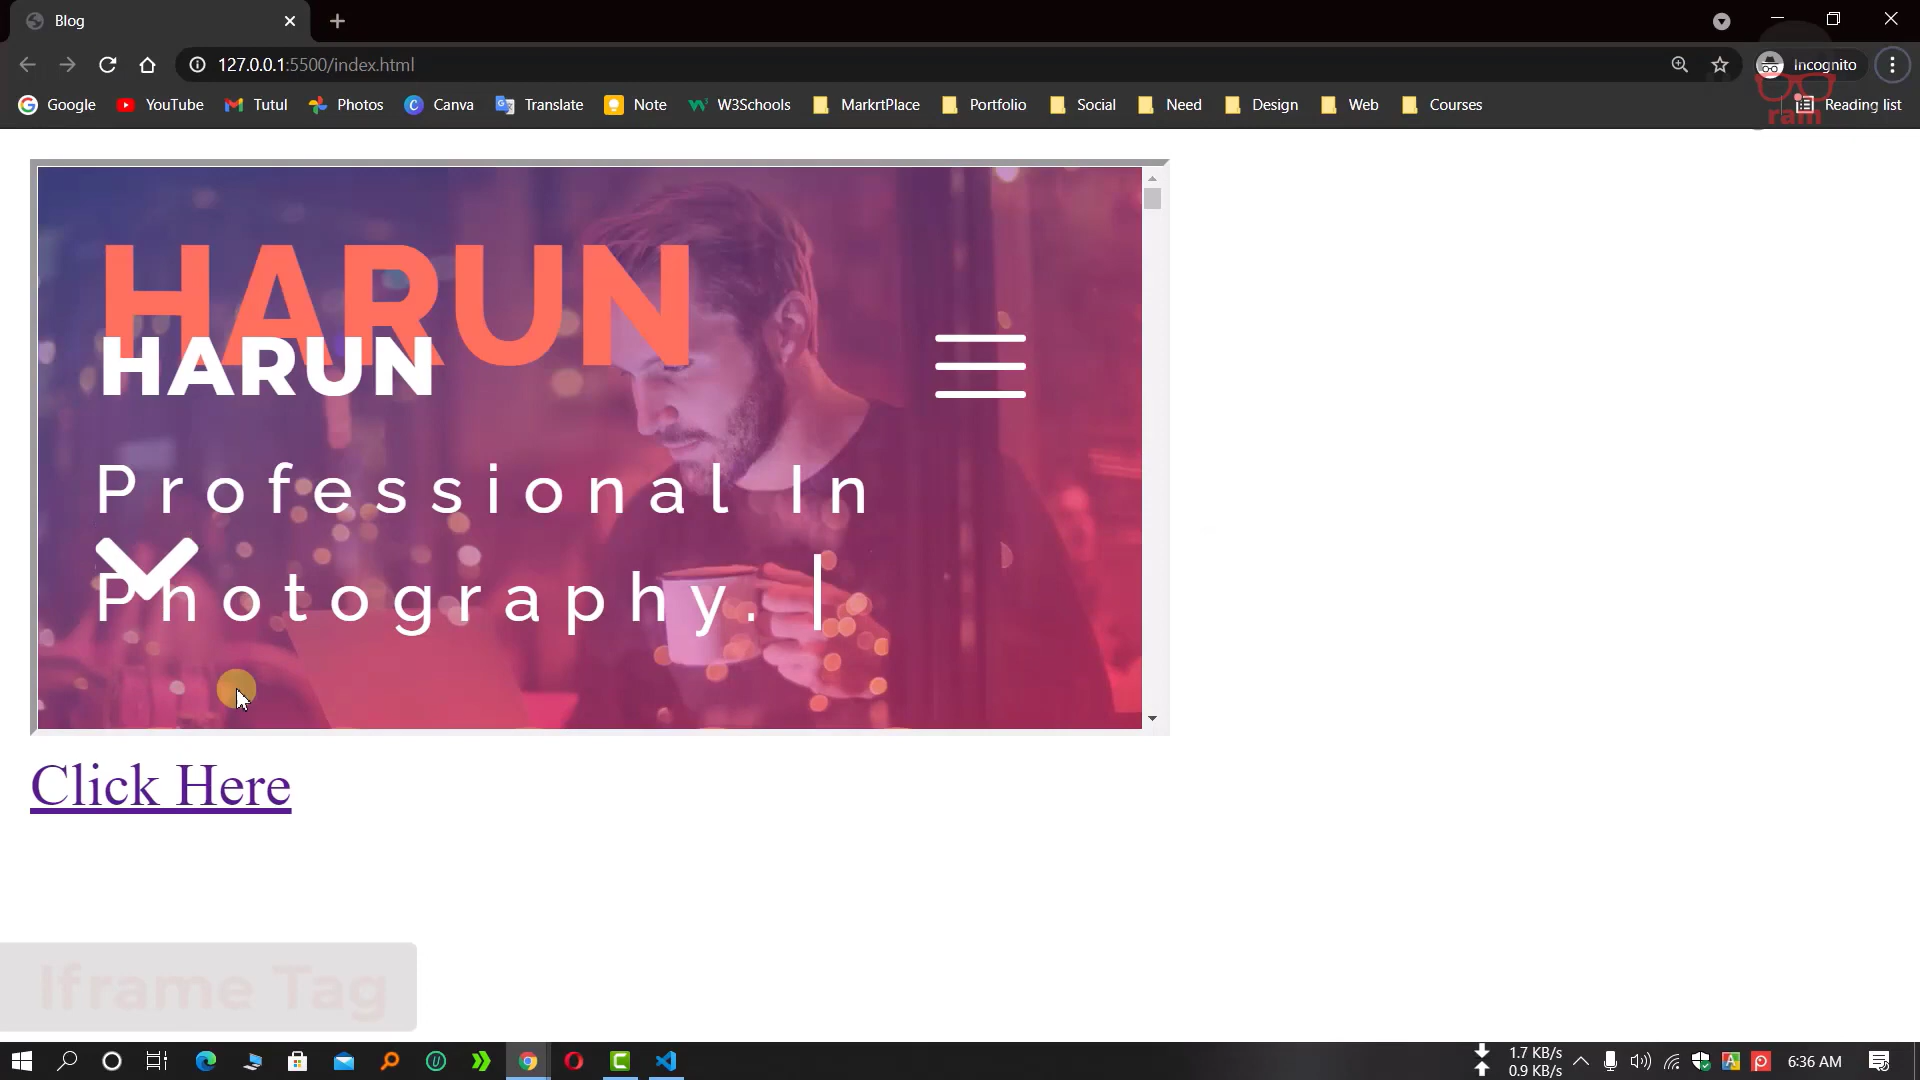 Blog
127.0.0.1:5500/index.html
Incognito
Google YouTube Tutul Photos Canva Translate Note W3Schools MarkrtPlace Portfolio Social Need Design Web Courses Reading list
ram
HARUN
HARUN
Professional In
Photography. |
Click Here
Iframe Tag
1.7 KB/s
0.9 KB/s
6:36 AM